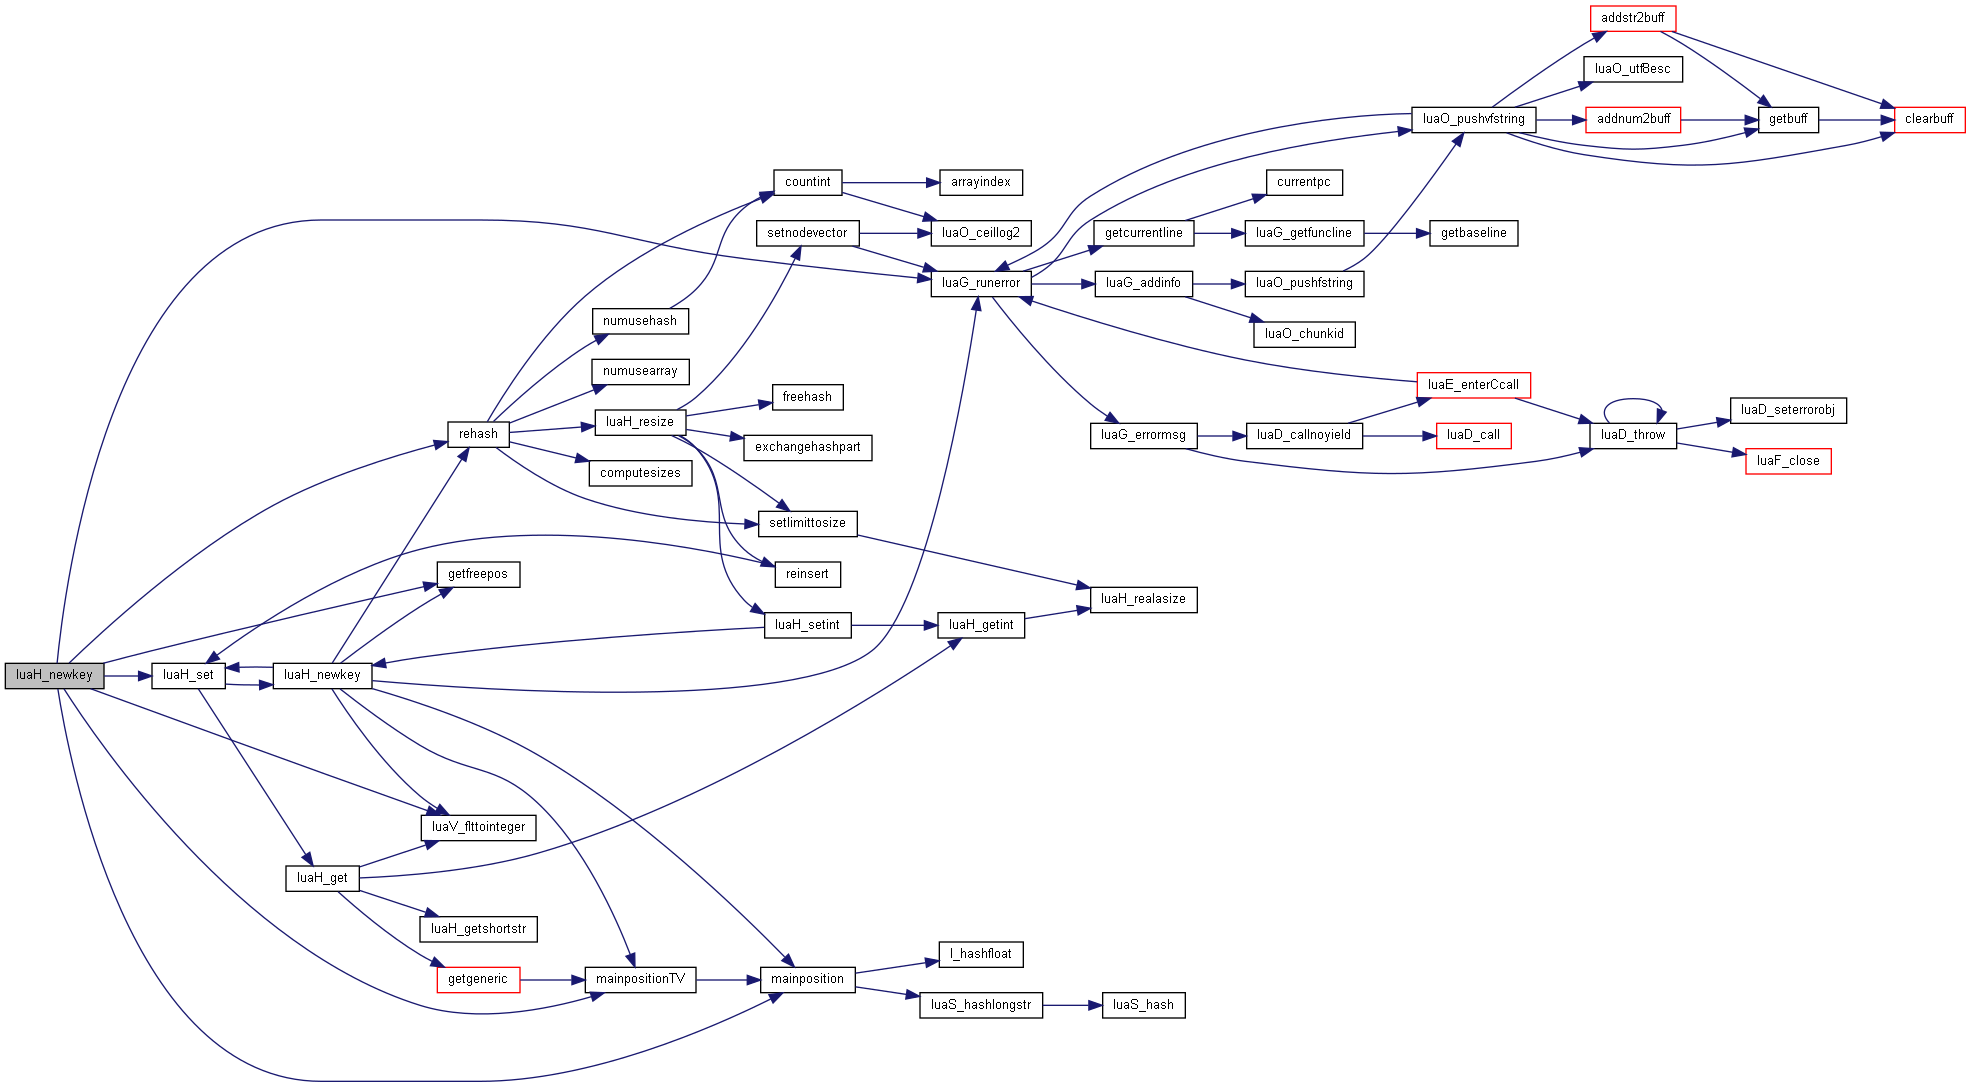 addstr2buff
luaO_utf8esc
luaO_pushvfstring
addnum2buff
getbuff
clearbuff
countint
arrayindex
currentpc
setnodevector
luaO_ceillog2
getcurrentline
luaG_getfuncline
getbaseline
luaG_runerror
luaG_addinfo
luaO_pushfstring
numusehash
luaO_chunkid
numusearray
luaE_enterCcall
freehash
luaD_seterrorobj
rehash
luaH_resize
exchangehashpart
luaG_errormsg
luaD_callnoyield
luaD_call
luaD_throw
computesizes
luaF_close
setlimittosize
getfreepos
reinsert
luaH_realasize
luaH_setint
luaH_getint
luaH_newkey
luaH_set
luaH_newkey
luaV_flttointeger
luaH_get
luaH_getshortstr
l_hashfloat
getgeneric
mainpositionTV
mainposition
luaS_hashlongstr
luaS_hash